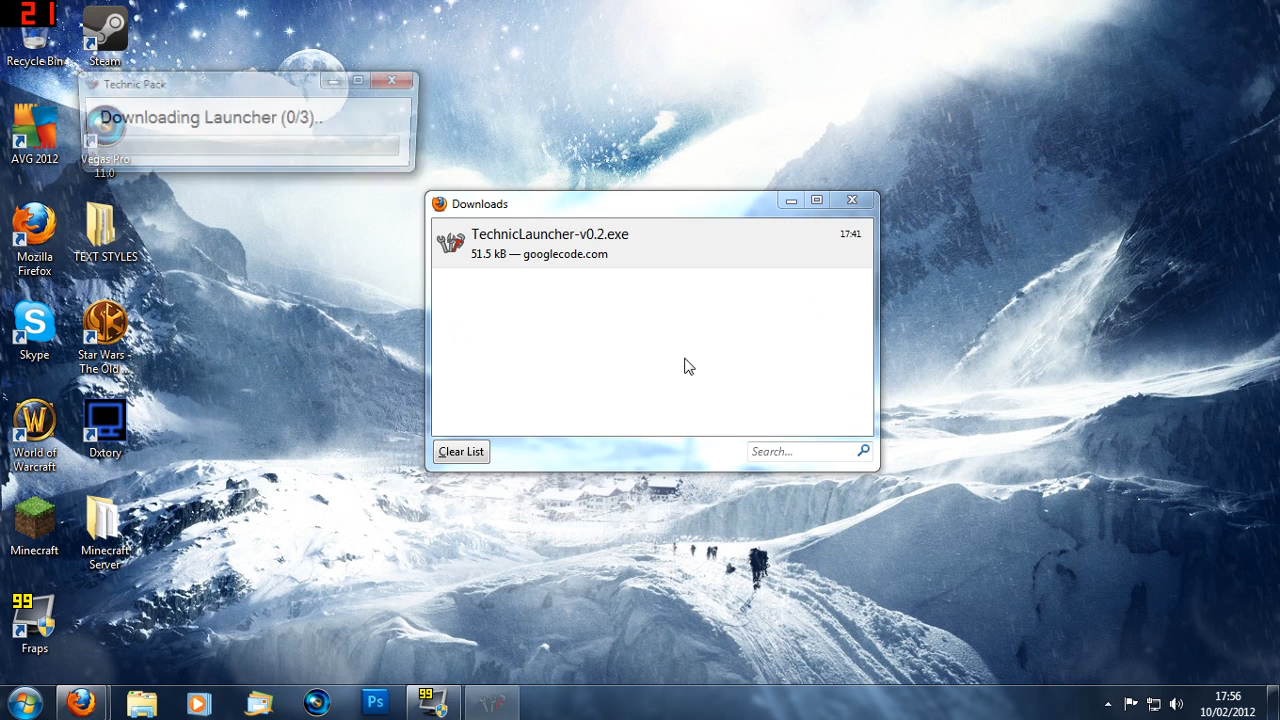 21
Recycle Bin
Steam
Technic Pack
Downloading Launcher (0/3)..
AVG 2012
Vegas Pro
11.0
Downloads
TechnicLauncher-v0.2.exe
17:41
51.5 kB — googlecode.com
Mozilla
Firefox
TEXT STYLES
S
Skype
Star Wars -
The Old ...
W
World of
Warcraft
Dxtory
Clear List
Search...
Minecraft
Minecraft
Server
99
Fraps
Ps
99
17:56
10/02/2012